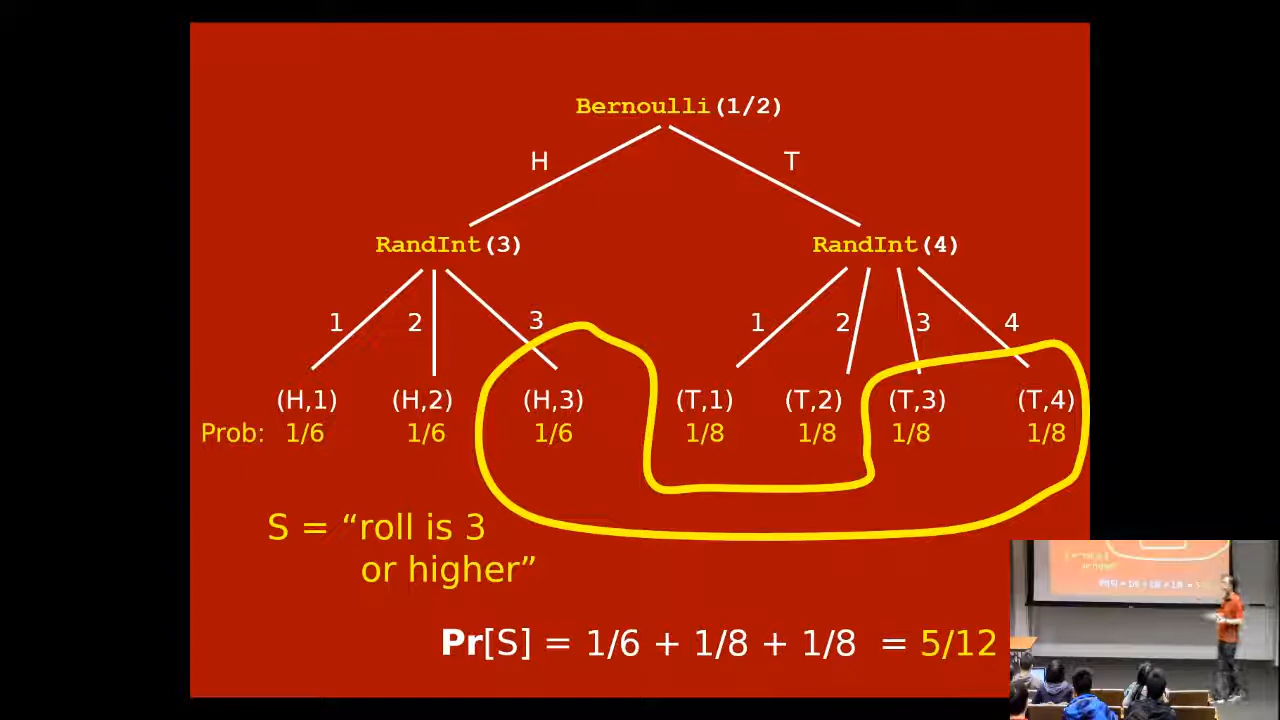 Bernoulli(1/2)
H T
RandInt(3) RandInt(4)
1 2 3 1 2 3 4
(H,1) (H,2) (H,3) (T,1) (T,2) (T,3) (T,4)
Prob: 1/6 1/6 1/6 1/8 1/8 1/8 1/8
S = “roll is 3
or higher”
Pr[S] = 1/6 + 1/8 + 1/8 = 5/12